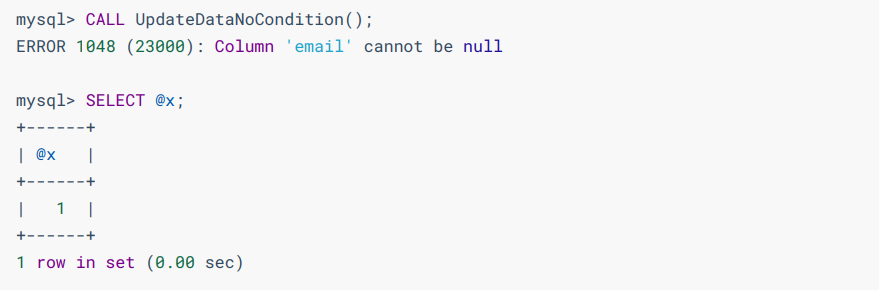 mysql> CALL UpdateDataNoCondition();
ERROR 1048 (23000): Column 'email' cannot be null
mysql> SELECT @x;
+------+
| @x   |
+------+
|   1  |
+------+
1 row in set (0.00 sec)